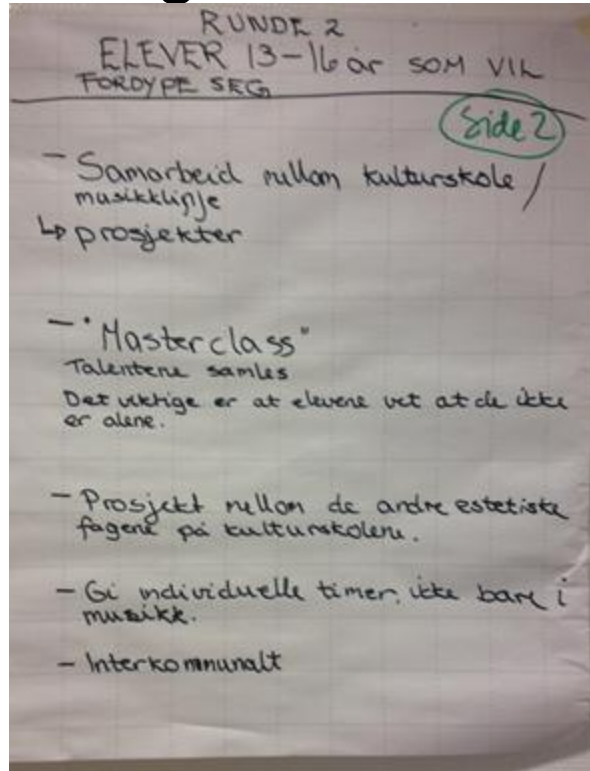 RUNDE 2
ELEVER 13-16 år SOM VIL
FORDYPE SEG
Side 2
- Samarbeid mellom kulturskole /
musikklinje
↳ prosjekter
- "Masterclass"
Talentene samles
Det viktige er at elevene vet at de ikke
er alene.
- Prosjekt mellom de andre estetiske
fagene på kulturskolene.
- Gi individuelle timer, ikke bare i
musikk.
- Interkommunalt